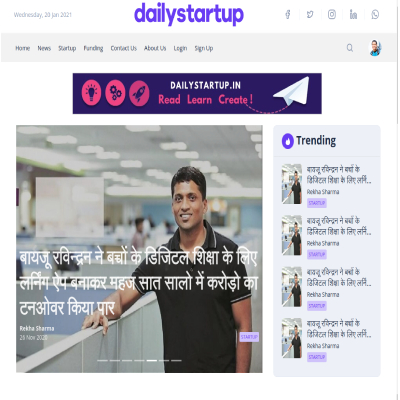 Wednesday, 20 jan 2021
dailystartup
Home News Startup Funding Contact Us About Us Login Sign Up
DAILYSTARTUP.IN
Read Learn Create!
बायजू रविन्द्रन ने बचों के डिजिटल शिक्षा के लिए
लर्निंग ऐप बनाकर महज् सात सालो में करोड़ो का
टनओवर किया पार
Rekha Sharma
28 Nov 2020
STARTUP
Trending
बायजू रविन्द्रन ने बचों के
डिजिटल शिक्षा के लिए लर्नि...
Rekha Sharma
STARTUP
बायजू रविन्द्रन ने बचों के
डिजिटल शिक्षा के लिए लर्नि...
Rekha Sharma
STARTUP
बायजू रविन्द्रन ने बचों के
डिजिटल शिक्षा के लिए लर्नि...
Rekha Sharma
STARTUP
बायजू रविन्द्रन ने बचों के
डिजिटल शिक्षा के लिए लर्नि...
Rekha Sharma
STARTUP